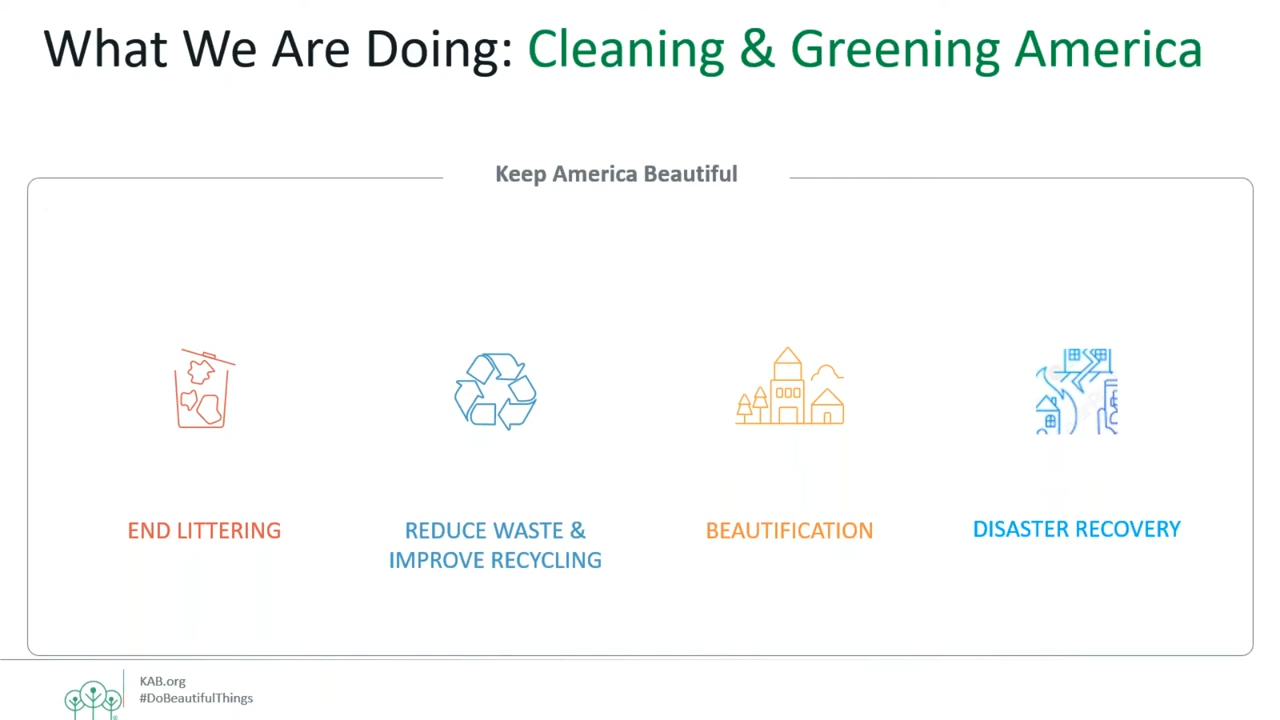 What We Are Doing: Cleaning & Greening America
Keep America Beautiful
END LITTERING
REDUCE WASTE &
IMPROVE RECYCLING
BEAUTIFICATION
DISASTER RECOVERY
KAB.org
#DoBeautifulThings